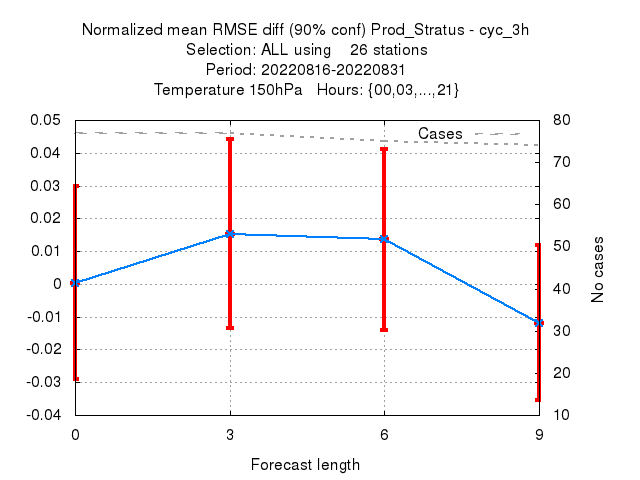 Normalized mean RMSE diff (90% conf) Prod_Stratus - cyc_3h
Selection: ALL using 26 stations
Period: 20220816-20220831
Temperature 150hPa Hours: {00,03,...,21}
0.05
0.04
0.03
0.02
0.01
0
-0.01
-0.02
-0.03
-0.04
Cases
80
70
60
50
40
30
20
10
No cases
0 3 6 9
Forecast length